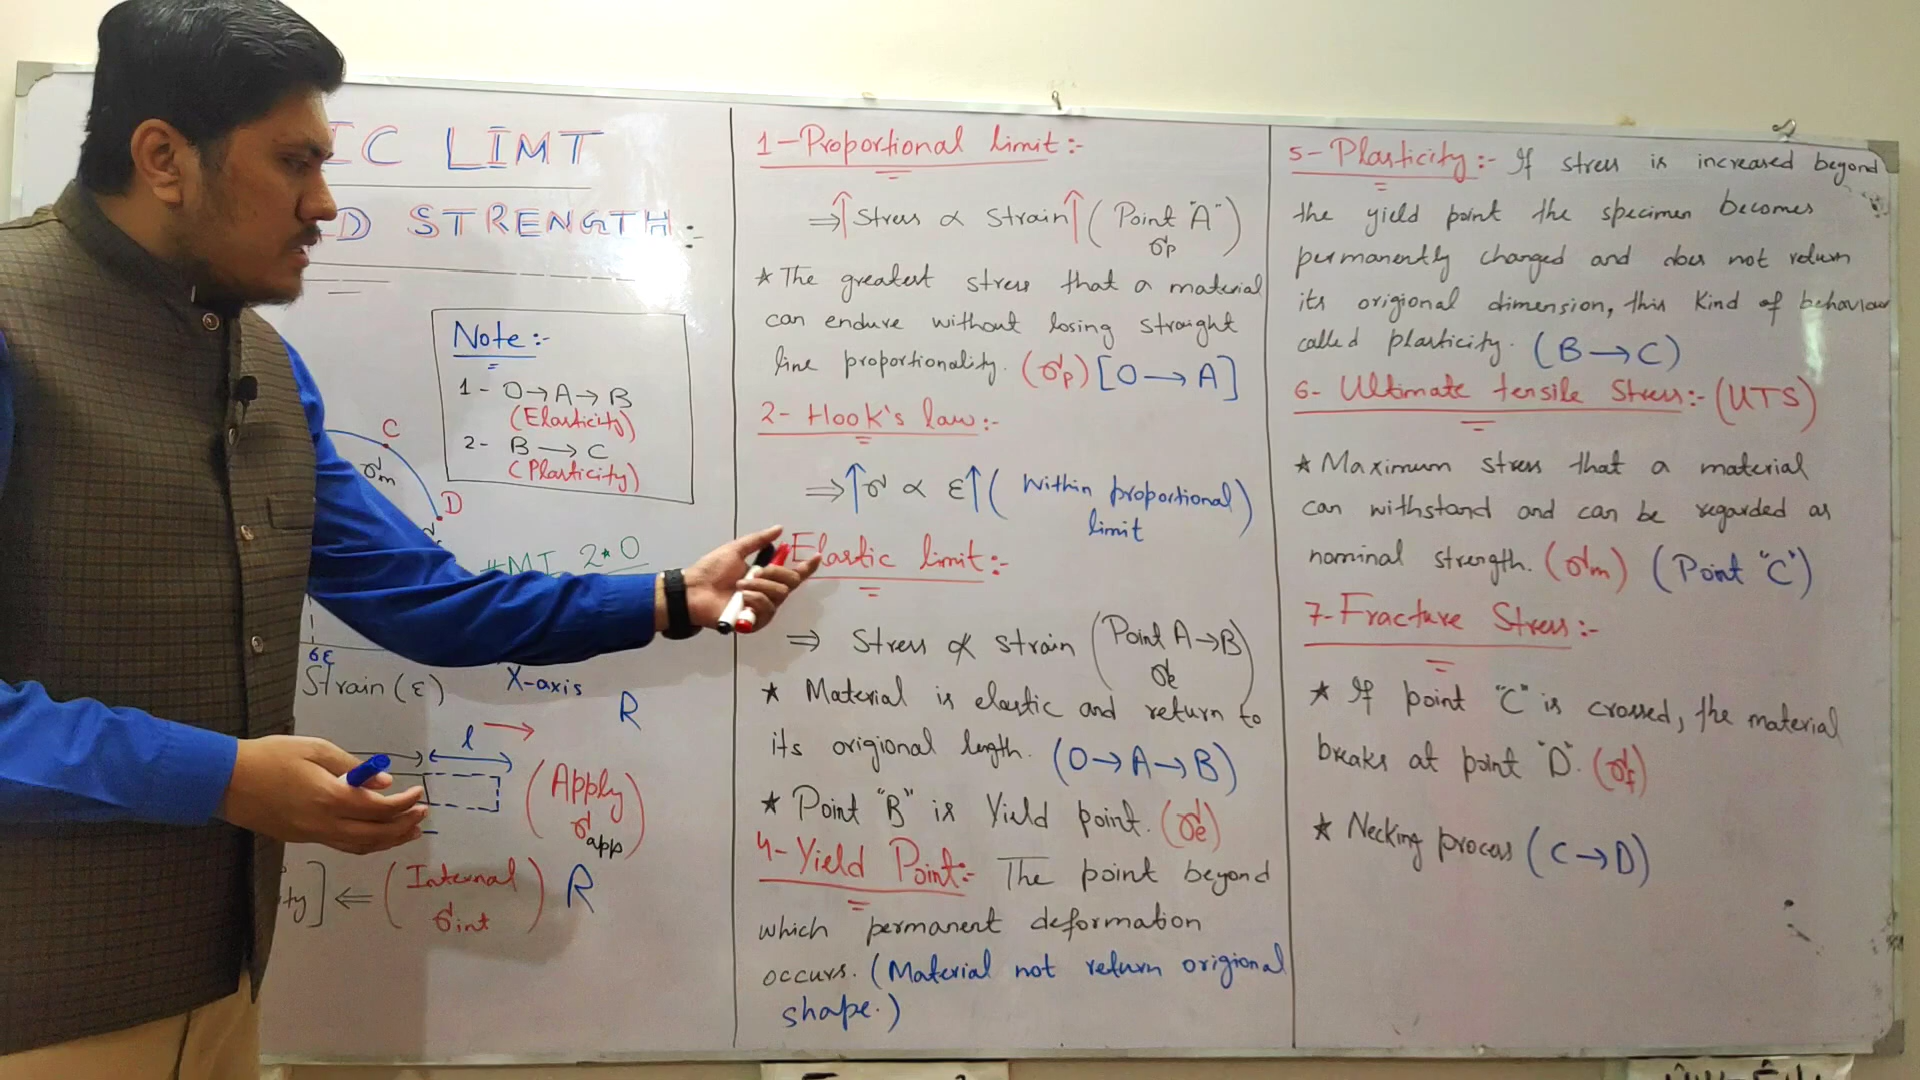 IC LIMT
D STRENGTH:-
Note:-
1- O→A→B
(Elasticity)
2- B→C
(Plasticity)
C
σm
D
#MI 2.0
6ε
Strain (ε)
X-axis
R
l
(Apply
σapp)
ity] ⇐ (Internal
σint) R
1-Proportional limit:-
⇒↑Stress ∝ Strain↑ (Point "A")
σp
* The greatest stress that a material
can endure without losing straight
line proportionality. (σp) [O→A]
2- Hook's law:-
⇒↑σ ∝ ε↑ (Within proportional
limit)
Elastic limit:-
⇒ Stress ∝̸ strain (Point A→B)
σe
* Material is elastic and return to
its origional length. (O→A→B)
* Point "B" is Yield point. (σe)
4-Yield Point:- The point beyond
which permanent deformation
occurs. (Material not return origional
shape.)
5- Plasticity:- If stress is increased beyond
the yield point the specimen becomes
permanently changed and does not return
its origional dimension, this Kind of behaviour
called plasticity. (B→C)
6- Ultimate tensile Stress:- (UTS)
* Maximum stress that a material
can withstand and can be regarded as
nominal strength. (σm) (Point "C")
7-Fracture Stress:-
* If point "C" is crossed, the material
breaks at point "D". (σf)
* Necking process (C→D)